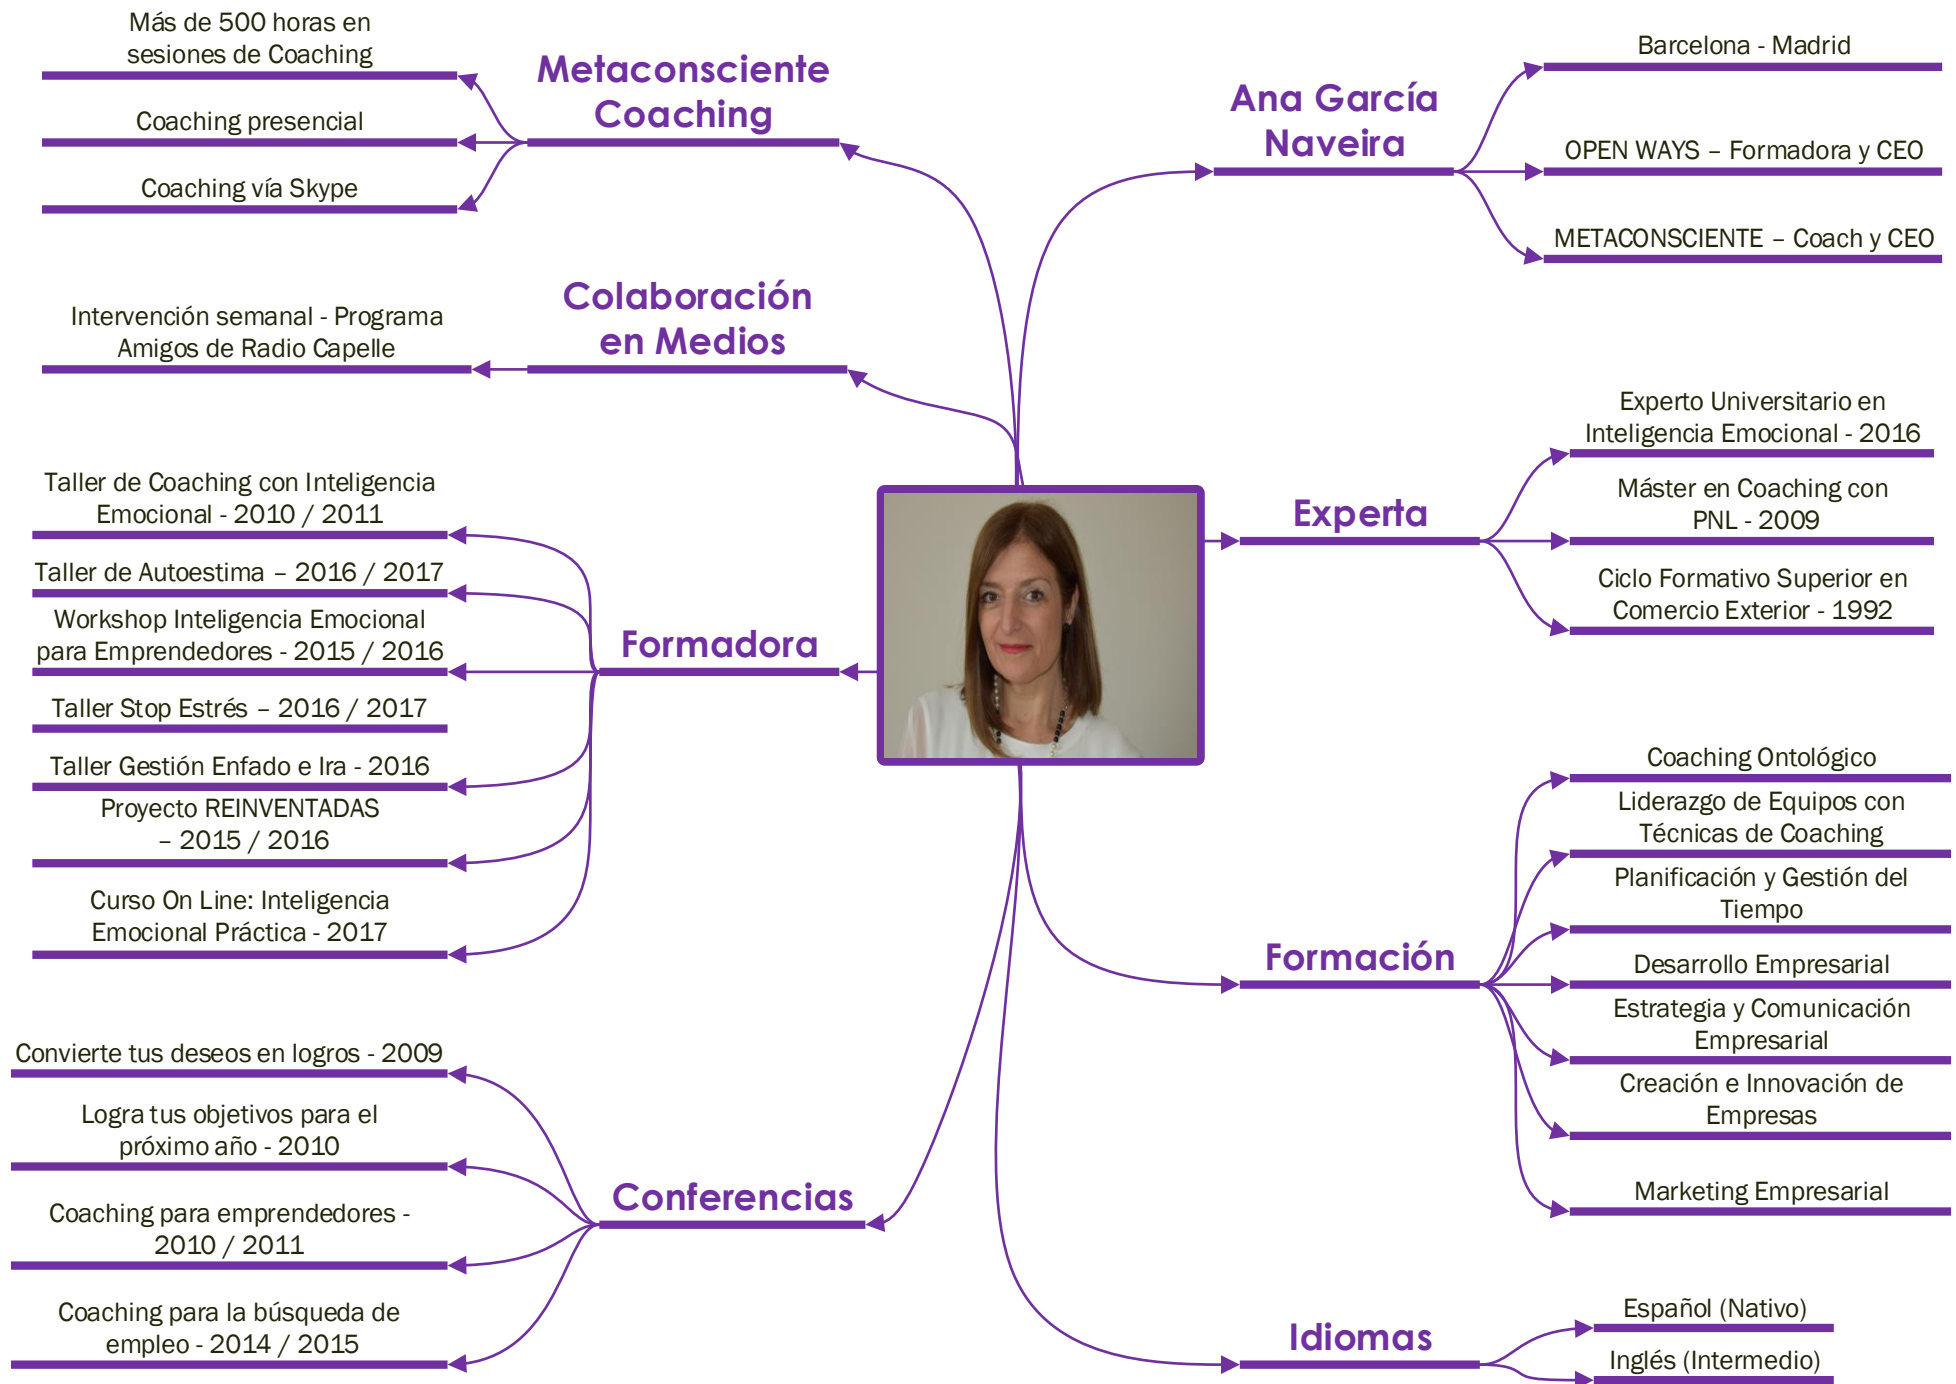 Más de 500 horas en
sesiones de Coaching
Coaching presencial
Coaching vía Skype
Metaconsciente
Coaching
Intervención semanal - Programa
Amigos de Radio Capelle
Colaboración
en Medios
Taller de Coaching con Inteligencia
Emocional - 2010 / 2011
Taller de Autoestima – 2016 / 2017
Workshop Inteligencia Emocional
para Emprendedores - 2015 / 2016
Taller Stop Estrés – 2016 / 2017
Taller Gestión Enfado e Ira - 2016
Proyecto REINVENTADAS
– 2015 / 2016
Curso On Line: Inteligencia
Emocional Práctica - 2017
Formadora
Convierte tus deseos en logros - 2009
Logra tus objetivos para el
próximo año - 2010
Coaching para emprendedores -
2010 / 2011
Coaching para la búsqueda de
empleo - 2014 / 2015
Conferencias
Ana García
Naveira
Barcelona - Madrid
OPEN WAYS – Formadora y CEO
METACONSCIENTE – Coach y CEO
Experta
Experto Universitario en
Inteligencia Emocional - 2016
Máster en Coaching con
PNL - 2009
Ciclo Formativo Superior en
Comercio Exterior - 1992
Formación
Coaching Ontológico
Liderazgo de Equipos con
Técnicas de Coaching
Planificación y Gestión del
Tiempo
Desarrollo Empresarial
Estrategia y Comunicación
Empresarial
Creación e Innovación de
Empresas
Marketing Empresarial
Idiomas
Español (Nativo)
Inglés (Intermedio)